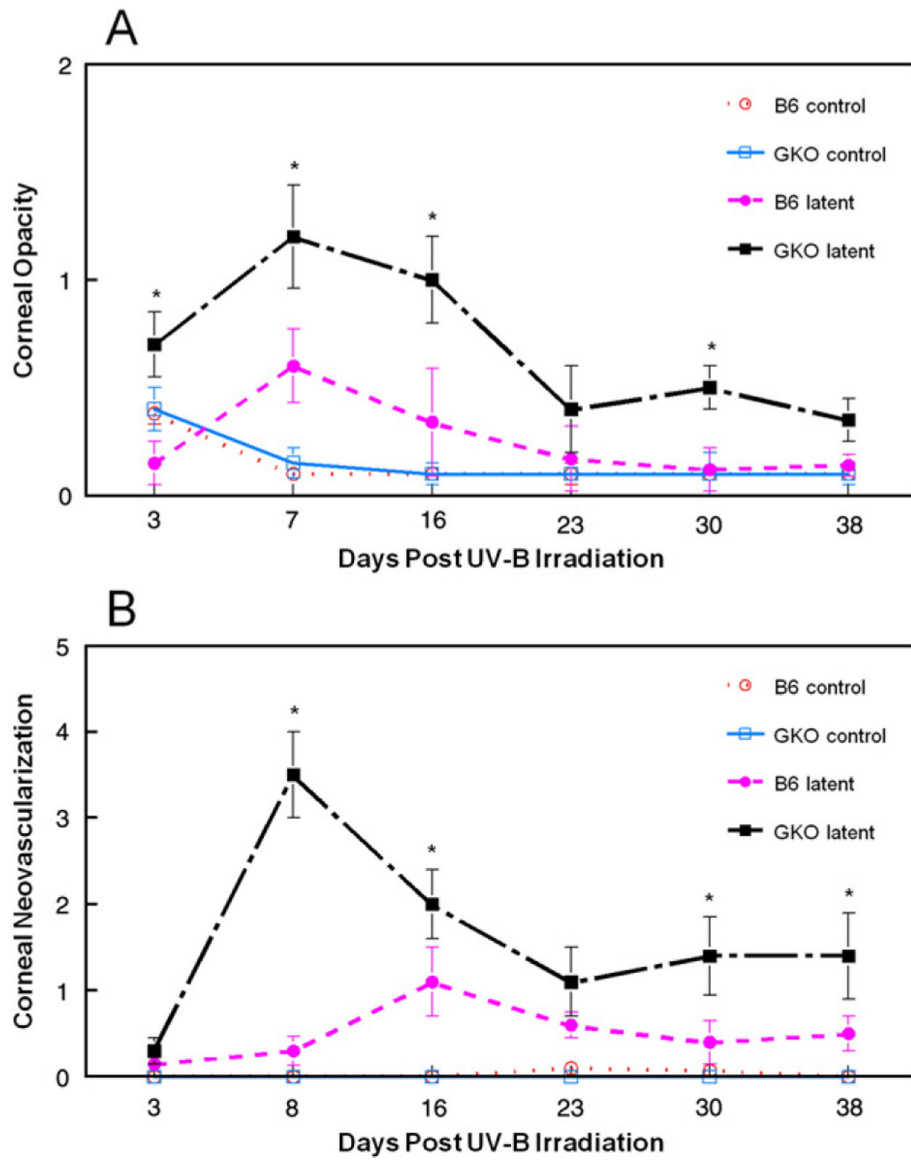 A
2
1
0
Corneal Opacity
B6 control
GKO control
B6 latent
GKO latent
*
*
*
*
3 7 16 23 30 38
Days Post UV-B Irradiation
B
5
4
3
2
1
0
Corneal Neovascularization
B6 control
GKO control
B6 latent
GKO latent
*
*
*
*
3 8 16 23 30 38
Days Post UV-B Irradiation